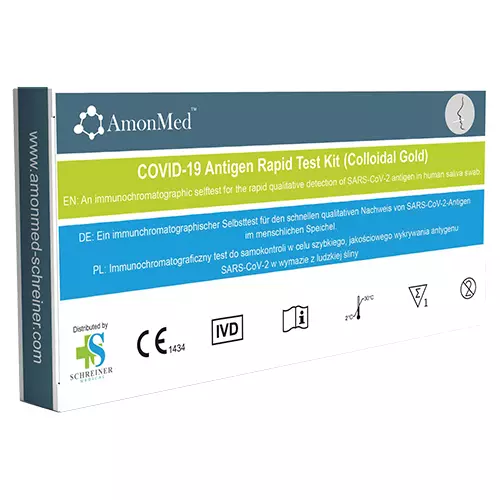 www.amonmed-schreiner.com
AmonMed™
COVID-19 Antigen Rapid Test Kit (Colloidal Gold)
EN: An immunochromatographic selftest for the rapid qualitative detection of SARS-CoV-2 antigen in human saliva swab.
DE: Ein immunochromatographischer Selbsttest für den schnellen qualitativen Nachweis von SARS-CoV-2-Antigen
im menschlichen Speichel.
PL: Immunochromatograficzny test do samokontroli w celu szybkiego, jakościowego wykrywania antygenu
SARS-CoV-2 w wymazie z ludzkiej śliny
Distributed by
S
SCHREINER
MEDICAL
CE 1434
IVD
i
2°C
30°C
1
2